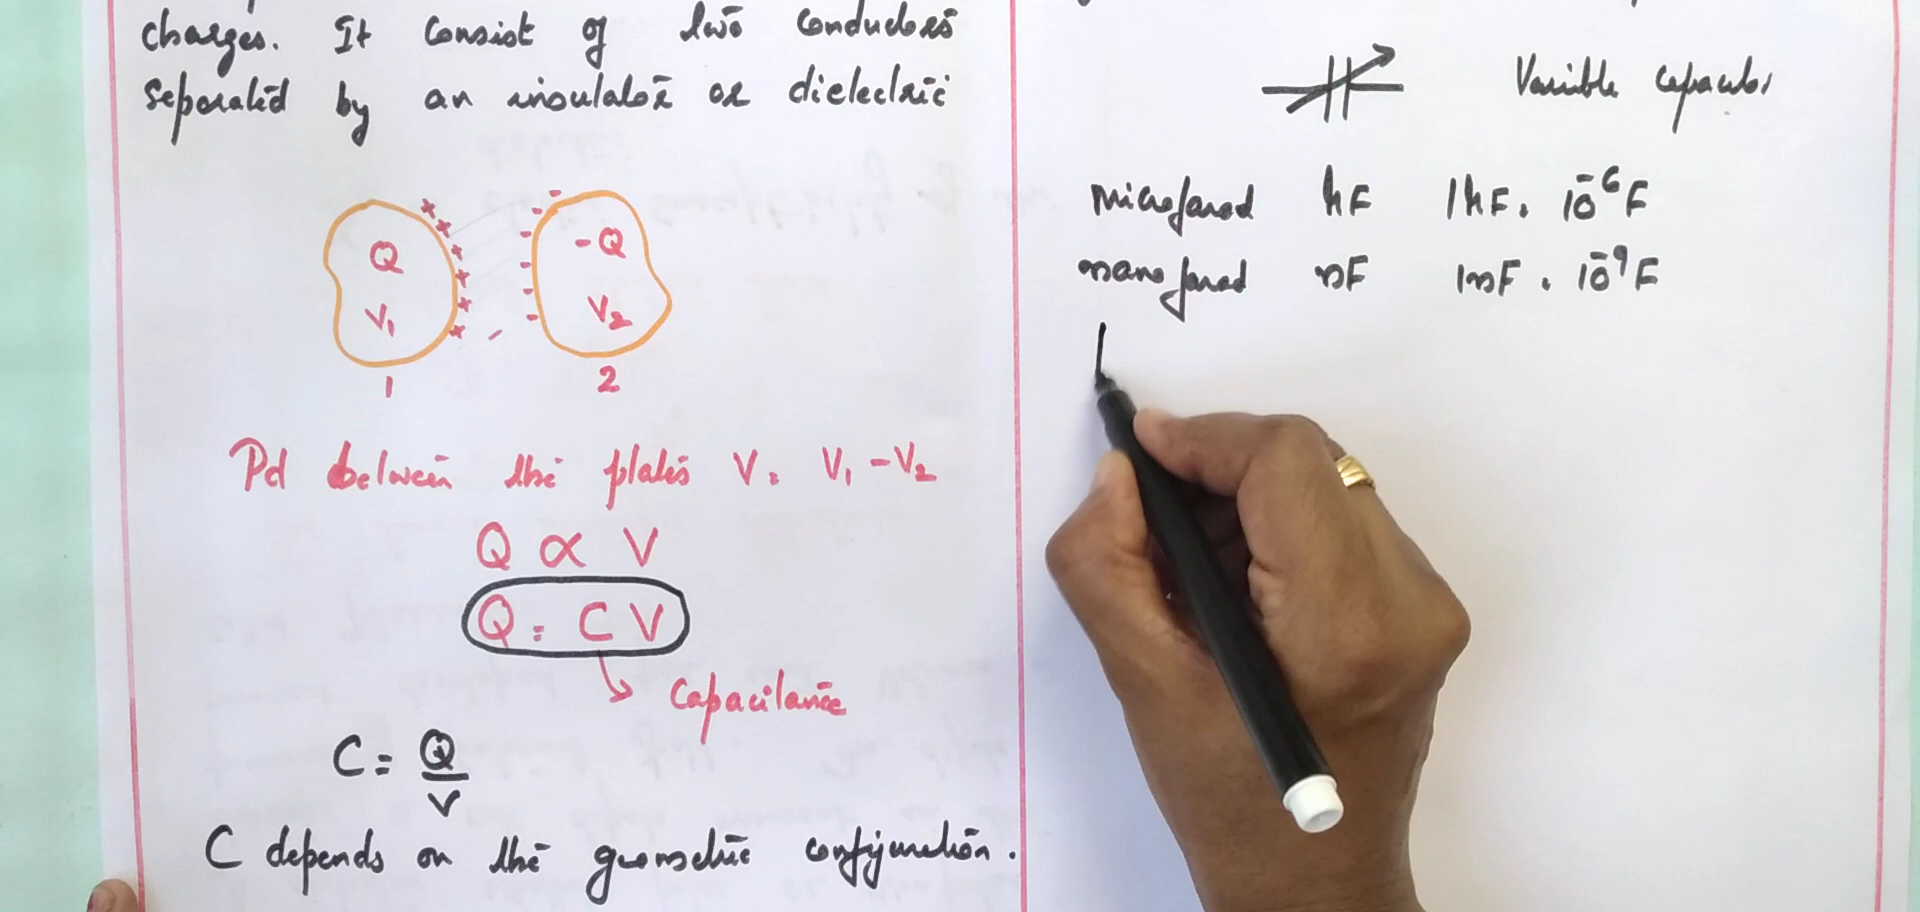 charges. It consist of two conductors
separated by an insulator or dielectric
Q
V₁
1
-Q
V₂
2
Pd between the plates V = V₁ - V₂
Q ∝ V
Q = C V
Capacitance
C = Q/V
C depends on the geometric configuration.
Variable capacitor
microfarad μF 1μF = 10⁻⁶F
nanofarad nF 1nF = 10⁻⁹F